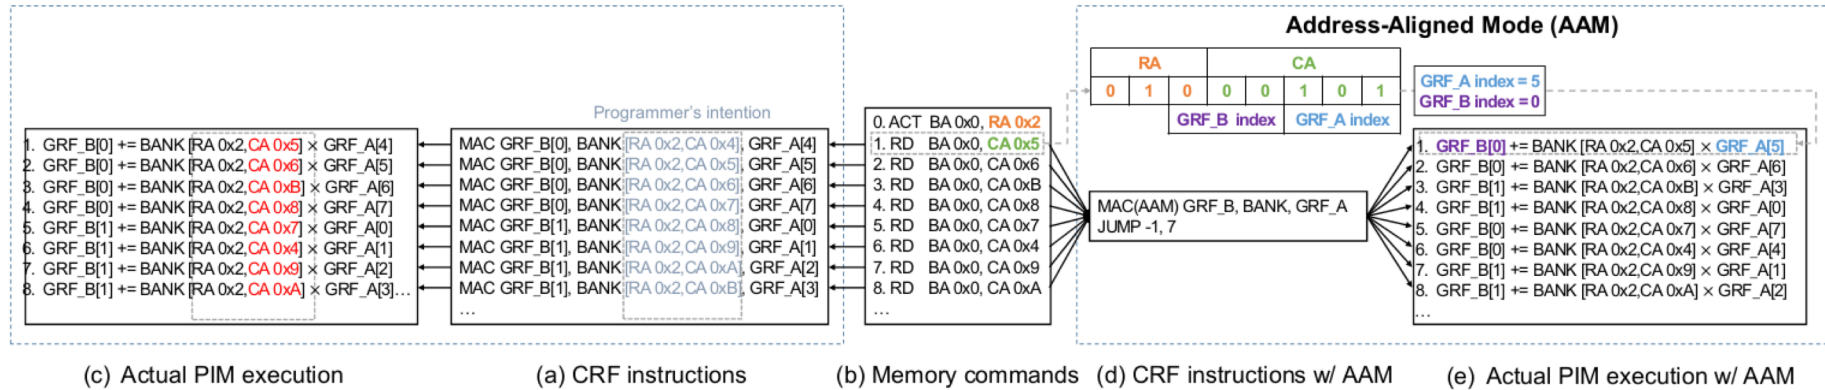 Address-Aligned Mode (AAM)
RA CA
0 1 0 0 0 1 0 1
GRF_B index GRF_A index
GRF_A index = 5
GRF_B index = 0
1. GRF_B[0] += BANK [RA 0x2,CA 0x5] × GRF_A[4]
2. GRF_B[0] += BANK [RA 0x2,CA 0x6] × GRF_A[5]
3. GRF_B[0] += BANK [RA 0x2,CA 0xB] × GRF_A[6]
4. GRF_B[0] += BANK [RA 0x2,CA 0x8] × GRF_A[7]
5. GRF_B[1] += BANK [RA 0x2,CA 0x7] × GRF_A[0]
6. GRF_B[1] += BANK [RA 0x2,CA 0x4] × GRF_A[1]
7. GRF_B[1] += BANK [RA 0x2,CA 0x9] × GRF_A[2]
8. GRF_B[1] += BANK [RA 0x2,CA 0xA] × GRF_A[3]...
Programmer's intention
MAC GRF_B[0], BANK [RA 0x2,CA 0x4], GRF_A[4]
MAC GRF_B[0], BANK [RA 0x2,CA 0x5], GRF_A[5]
MAC GRF_B[0], BANK [RA 0x2,CA 0x6], GRF_A[6]
MAC GRF_B[0], BANK [RA 0x2,CA 0x7], GRF_A[7]
MAC GRF_B[1], BANK [RA 0x2,CA 0x8], GRF_A[0]
MAC GRF_B[1], BANK [RA 0x2,CA 0x9], GRF_A[1]
MAC GRF_B[1], BANK [RA 0x2,CA 0xA], GRF_A[2]
MAC GRF_B[1], BANK [RA 0x2,CA 0xB], GRF_A[3]
...
0. ACT BA 0x0, RA 0x2
1. RD BA 0x0, CA 0x5
2. RD BA 0x0, CA 0x6
3. RD BA 0x0, CA 0xB
4. RD BA 0x0, CA 0x8
5. RD BA 0x0, CA 0x7
6. RD BA 0x0, CA 0x4
7. RD BA 0x0, CA 0x9
8. RD BA 0x0, CA 0xA
...
MAC(AAM) GRF_B, BANK, GRF_A
JUMP -1, 7
1. GRF_B[0] += BANK [RA 0x2,CA 0x5] × GRF_A[5]
2. GRF_B[0] += BANK [RA 0x2,CA 0x6] × GRF_A[6]
3. GRF_B[1] += BANK [RA 0x2,CA 0xB] × GRF_A[3]
4. GRF_B[1] += BANK [RA 0x2,CA 0x8] × GRF_A[0]
5. GRF_B[0] += BANK [RA 0x2,CA 0x7] × GRF_A[7]
6. GRF_B[0] += BANK [RA 0x2,CA 0x4] × GRF_A[4]
7. GRF_B[1] += BANK [RA 0x2,CA 0x9] × GRF_A[1]
8. GRF_B[1] += BANK [RA 0x2,CA 0xA] × GRF_A[2]
...
(c) Actual PIM execution
(a) CRF instructions
(b) Memory commands
(d) CRF instructions w/ AAM
(e) Actual PIM execution w/ AAM